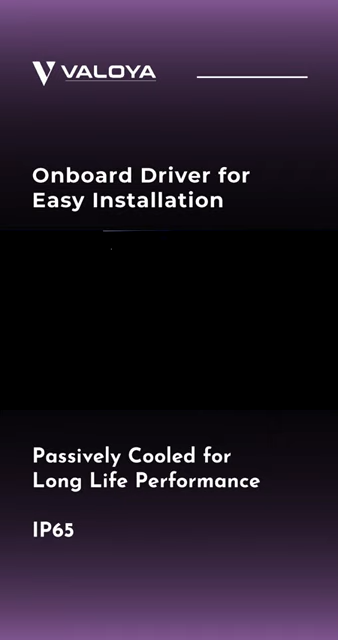 VALOYA
Onboard Driver for
Easy Installation
Passively Cooled for
Long Life Performance
IP65